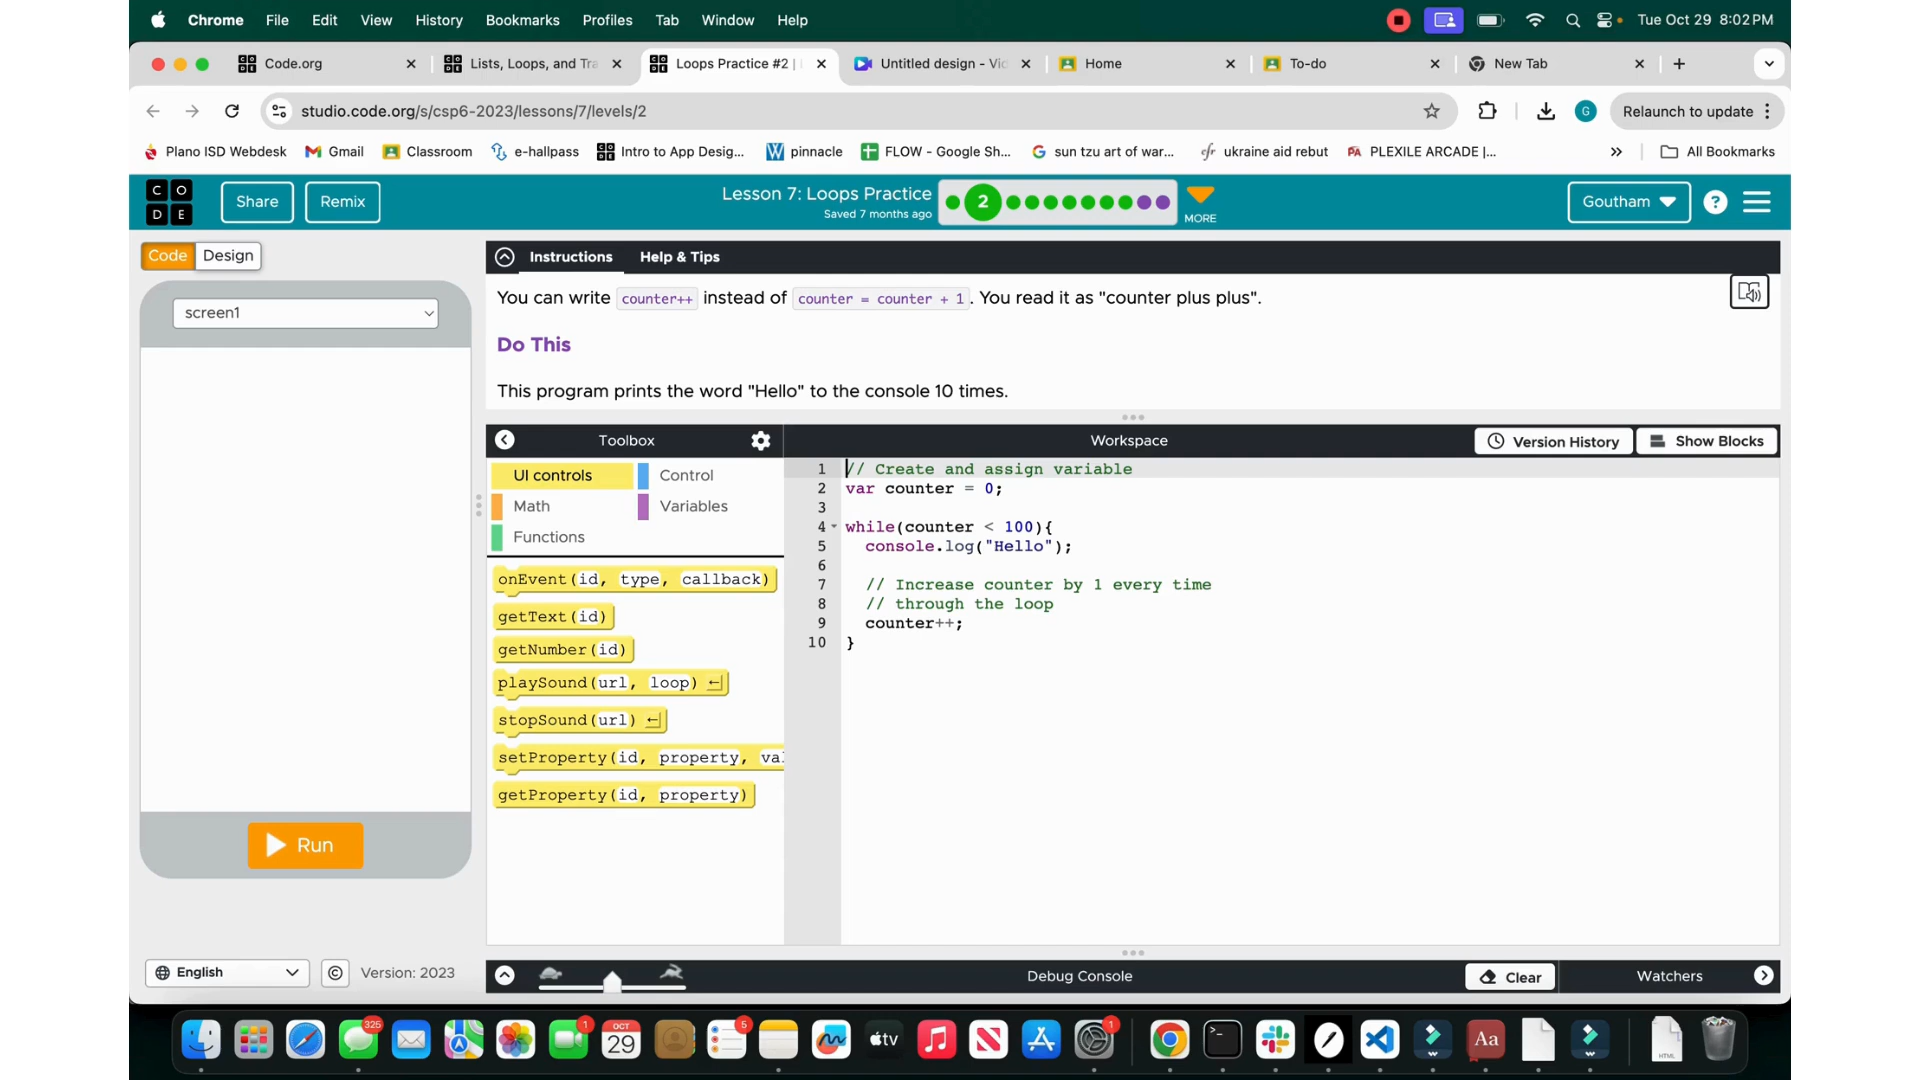 Chrome File Edit View History Bookmarks Profiles Tab Window Help Tue Oct 29 8:02 PM
Code.org Lists, Loops, and Tra Loops Practice #2 | Untitled design - Vi Home To-do New Tab
studio.code.org/s/csp6-2023/lessons/7/levels/2 G Relaunch to update
Plano ISD Webdesk Gmail Classroom e-hallpass Intro to App Desig... pinnacle FLOW - Google Sh... sun tzu art of war... ukraine aid rebut PLEXILE ARCADE |... All Bookmarks
C O
D E
Share Remix
Lesson 7: Loops Practice
Saved 7 months ago
2
MORE
Goutham ?
Code Design
screen1
Run
English
© Version: 2023
Instructions Help & Tips
You can write counter++ instead of counter = counter + 1. You read it as "counter plus plus".
Do This
This program prints the word "Hello" to the console 10 times.
Toolbox Workspace Version History Show Blocks
UI controls Control
Math Variables
Functions
onEvent(id, type, callback)
getText(id)
getNumber(id)
playSound(url, loop)
stopSound(url)
setProperty(id, property, val
getProperty(id, property)
1 // Create and assign variable
2 var counter = 0;
3
4 while(counter < 100){
5 console.log("Hello");
6
7 // Increase counter by 1 every time
8 // through the loop
9 counter++;
10 }
Debug Console Clear Watchers
325 1 OCT 29 5 tv 1 Aa HTML